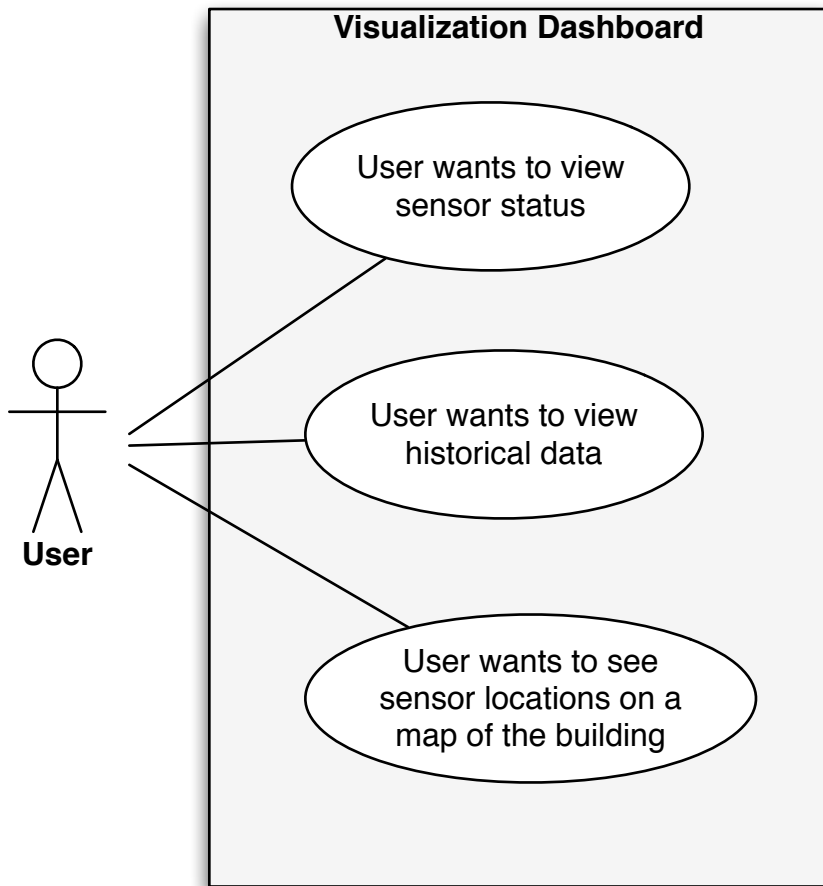 Visualization Dashboard
User wants to view
sensor status
User wants to view
historical data
User
User wants to see
sensor locations on a
map of the building